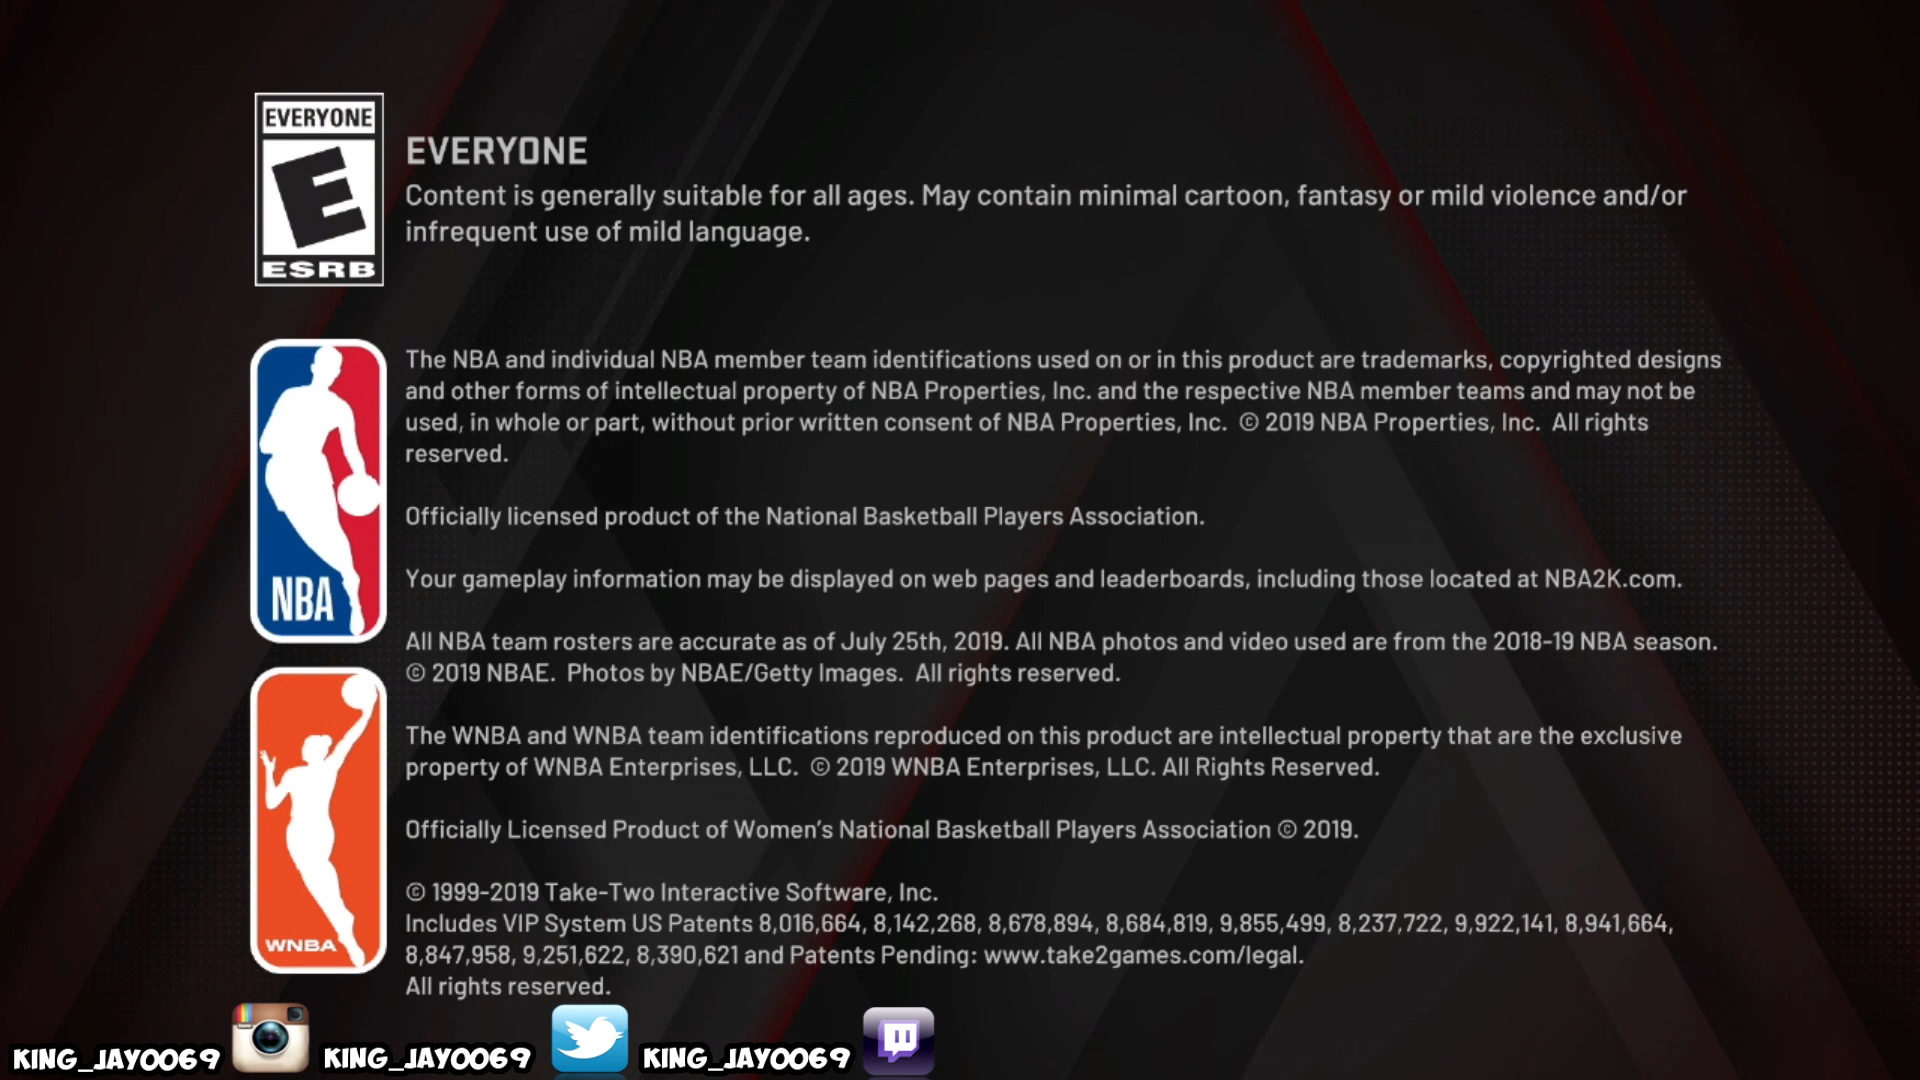 EVERYONE
E
ESRB
EVERYONE
Content is generally suitable for all ages. May contain minimal cartoon, fantasy or mild violence and/or
infrequent use of mild language.
NBA
The NBA and individual NBA member team identifications used on or in this product are trademarks, copyrighted designs
and other forms of intellectual property of NBA Properties, Inc. and the respective NBA member teams and may not be
used, in whole or part, without prior written consent of NBA Properties, Inc. © 2019 NBA Properties, Inc. All rights
reserved.
Officially licensed product of the National Basketball Players Association.
Your gameplay information may be displayed on web pages and leaderboards, including those located at NBA2K.com.
All NBA team rosters are accurate as of July 25th, 2019. All NBA photos and video used are from the 2018-19 NBA season.
© 2019 NBAE. Photos by NBAE/Getty Images. All rights reserved.
WNBA
The WNBA and WNBA team identifications reproduced on this product are intellectual property that are the exclusive
property of WNBA Enterprises, LLC. © 2019 WNBA Enterprises, LLC. All Rights Reserved.
Officially Licensed Product of Women's National Basketball Players Association © 2019.
© 1999-2019 Take-Two Interactive Software, Inc.
Includes VIP System US Patents 8,016,664, 8,142,268, 8,678,894, 8,684,819, 9,855,499, 8,237,722, 9,922,141, 8,941,664,
8,847,958, 9,251,622, 8,390,621 and Patents Pending: www.take2games.com/legal.
All rights reserved.
KING_JAY0069 KING_JAY0069 KING_JAY0069